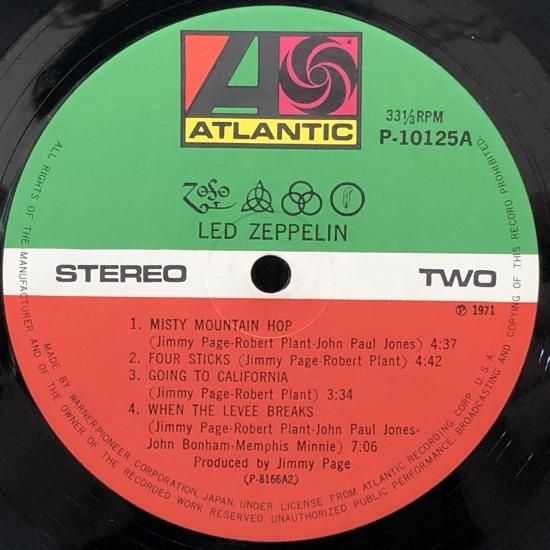 ATLANTIC
33⅓ RPM
P-10125A
ZoSo
LED ZEPPELIN
STEREO
TWO
℗ 1971
1. MISTY MOUNTAIN HOP
(Jimmy Page-Robert Plant-John Paul Jones) 4:37
2. FOUR STICKS (Jimmy Page-Robert Plant) 4:42
3. GOING TO CALIFORNIA
(Jimmy Page-Robert Plant) 3:34
4. WHEN THE LEVEE BREAKS
(Jimmy Page-Robert Plant-John Paul Jones-
John Bonham-Memphis Minnie) 7:06
Produced by Jimmy Page
(P-8166A2)
MADE BY WARNER-PIONEER CORPORATION, JAPAN, UNDER LICENSE FROM ATLANTIC RECORDING CORP. U.S.A.
ALL RIGHTS OF THE MANUFACTURER AND OF THE OWNER OF THE RECORDED WORK RESERVED. UNAUTHORIZED PUBLIC PERFORMANCE, BROADCASTING AND COPYING OF THIS RECORD PROHIBITED.